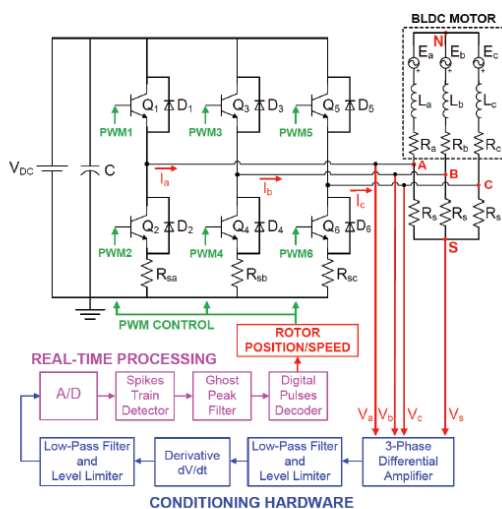 BLDC MOTOR
N
Ea Eb Ec
+ + +
La Lb Lc
Ra Rb Rc
Q1 D1 Q3 D3 Q5 D5
PWM1 PWM3 PWM5
VDC C
Ia Ib Ic
A B C
Q2 D2 Q4 D4 Q6 D6
Rs Rs Rs
PWM2 PWM4 PWM6
S
Rsa Rsb Rsc
PWM CONTROL
ROTOR
POSITION/SPEED
REAL-TIME PROCESSING
A/D
Spikes
Train
Detector
Ghost
Peak
Filter
Digital
Pulses
Decoder
Va Vb Vc Vs
Low-Pass Filter
and
Level Limiter
Derivative
dV/dt
Low-Pass Filter
and
Level Limiter
3-Phase
Differential
Amplifier
CONDITIONING HARDWARE